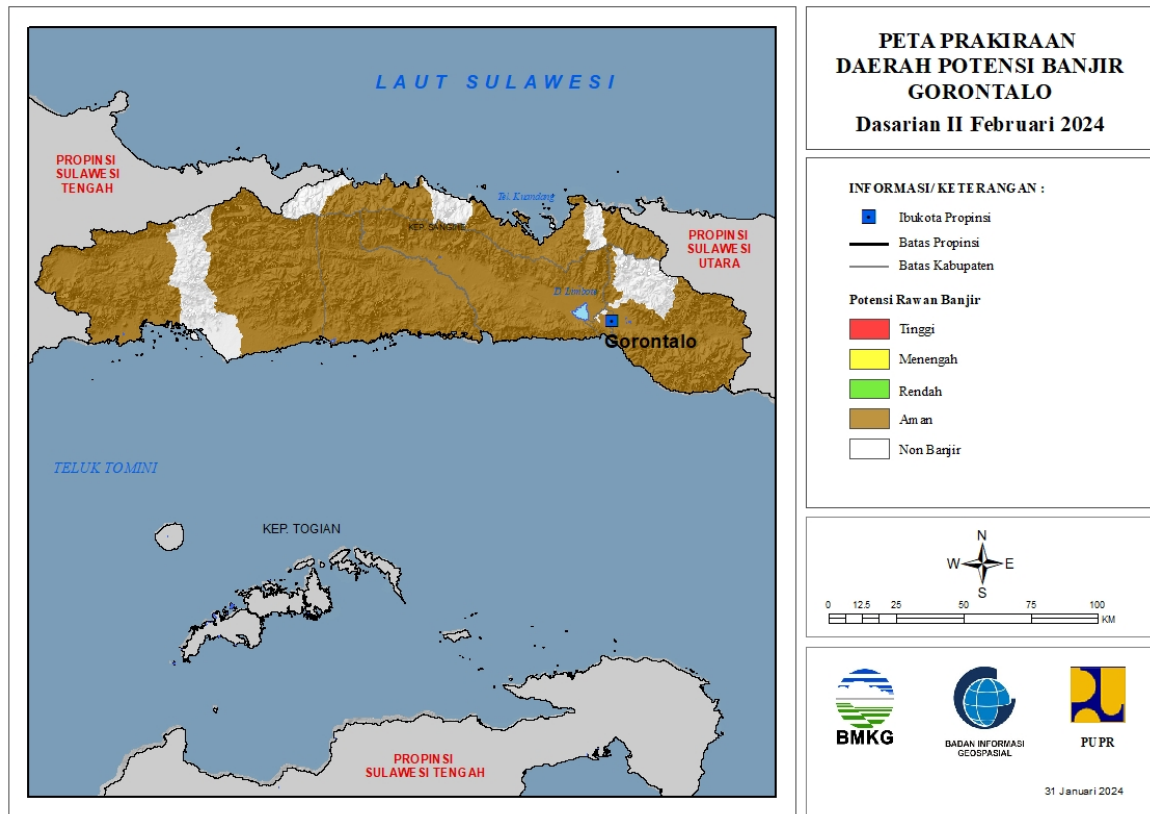 LAUT SULAWESI
PROPINSI
SULAWESI
TENGAH
Tel. Kuandang
KEP. SANGIHE
PROPINSI
SULAWESI
UTARA
D. Limboto
Gorontalo
TELUK TOMINI
KEP. TOGIAN
PROPINSI
SULAWESI TENGAH
PETA PRAKIRAAN
DAERAH POTENSI BANJIR
GORONTALO
Dasarian II Februari 2024
INFORMASI/KETERANGAN :
Ibukota Propinsi
Batas Propinsi
Batas Kabupaten
Potensi Rawan Banjir
Tinggi
Menengah
Rendah
Aman
Non Banjir
N
W E
S
0 12.5 25 50 75 100
KM
BMKG
BADAN INFORMASI
GEOSPASIAL
PUPR
31 Januari 2024